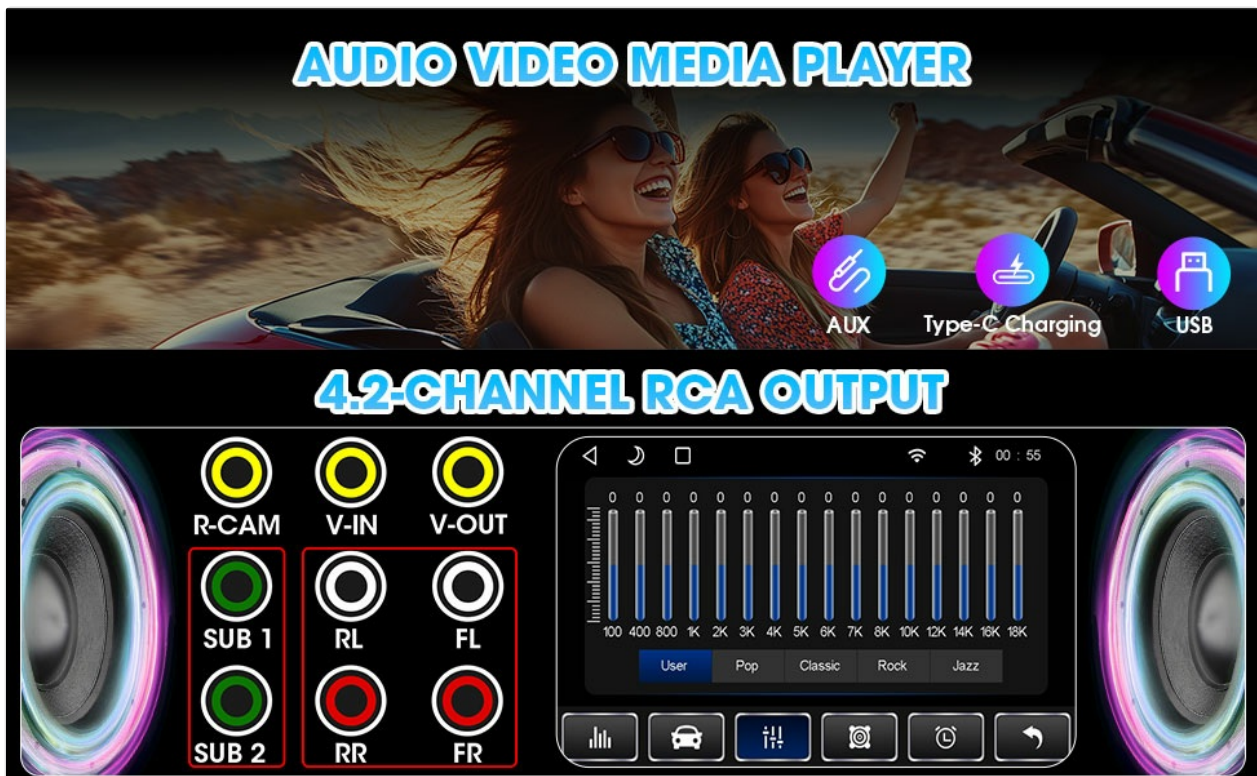 AUDIO VIDEO MEDIA PLAYER
AUX Type-C Charging USB
4.2-CHANNEL RCA OUTPUT
R-CAM V-IN V-OUT
SUB 1 RL FL
SUB 2 RR FR
00 : 55
0 0 0 0 0 0 0 0 0 0 0 0 0 0 0 0
100 400 800 1K 2K 3K 4K 5K 6K 7K 8K 10K 12K 14K 16K 18K
User Pop Classic Rock Jazz